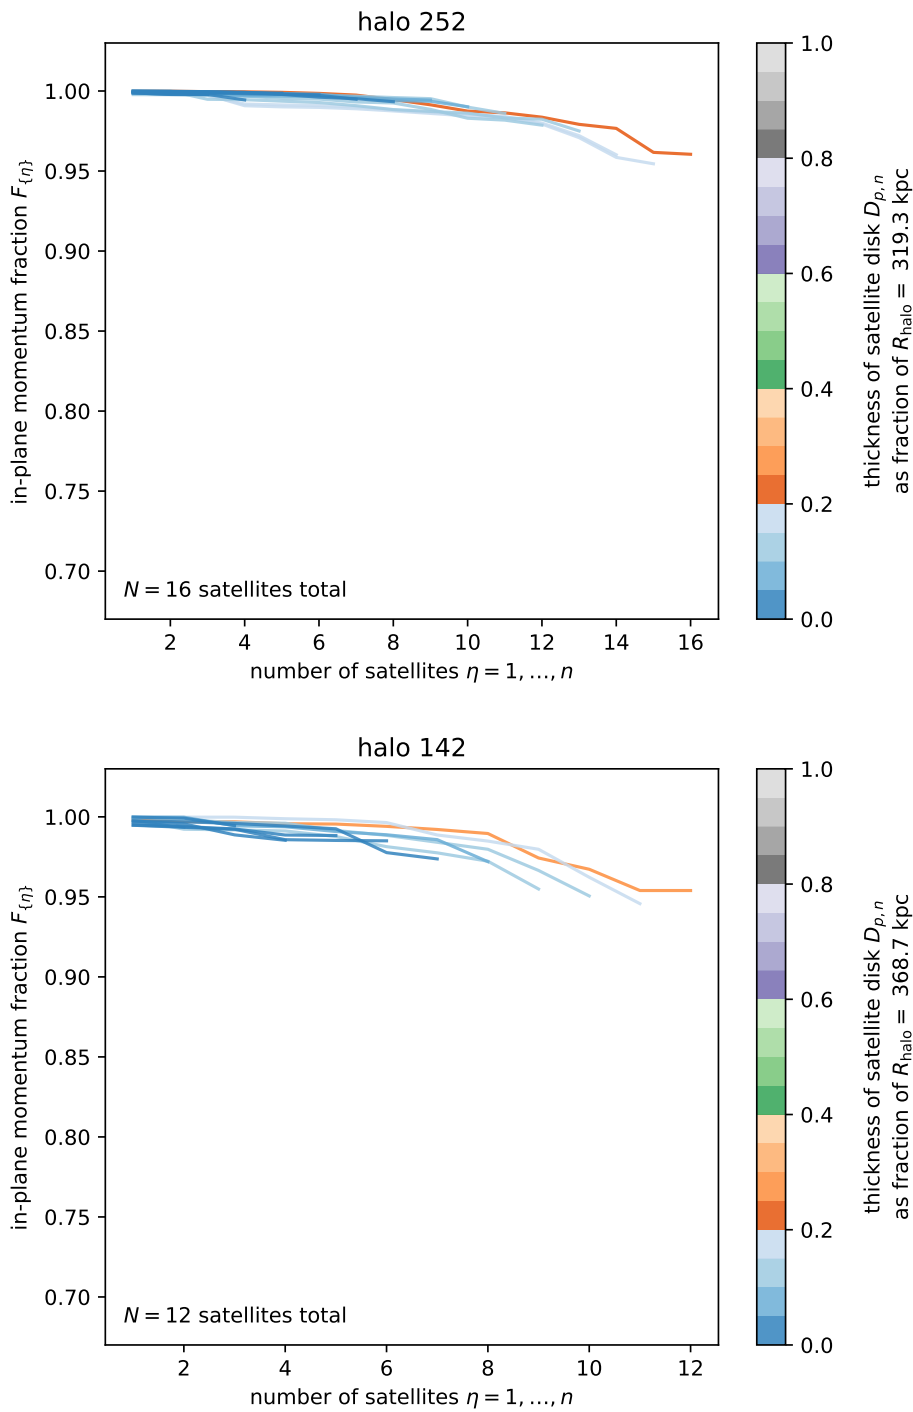 halo 252
in-plane momentum fraction F{η}
1.00
0.95
0.90
0.85
0.80
0.75
0.70
N = 16 satellites total
2 4 6 8 10 12 14 16
number of satellites η = 1, ..., n
1.0
0.8
0.6
0.4
0.2
0.0
thickness of satellite disk Dp,n
as fraction of Rhalo = 319.3 kpc
halo 142
in-plane momentum fraction F{η}
1.00
0.95
0.90
0.85
0.80
0.75
0.70
N = 12 satellites total
2 4 6 8 10 12
number of satellites η = 1, ..., n
1.0
0.8
0.6
0.4
0.2
0.0
thickness of satellite disk Dp,n
as fraction of Rhalo = 368.7 kpc